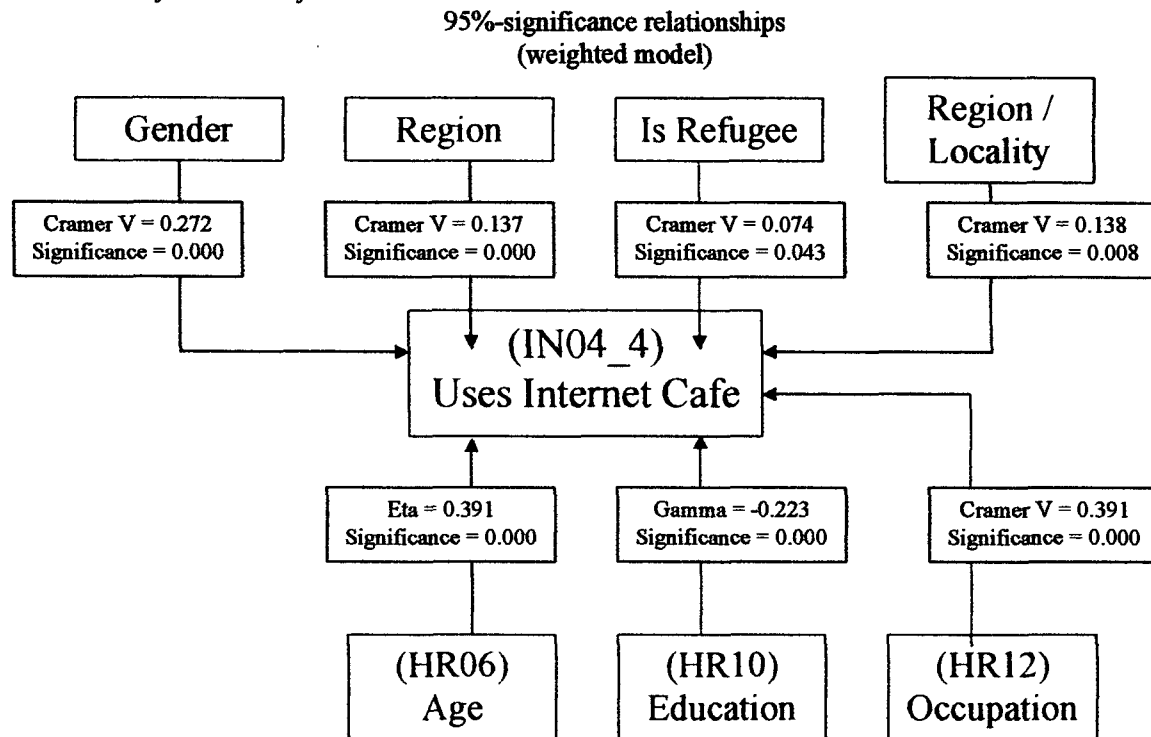 95%-significance relationships
(weighted model)
Gender
Region
Is Refugee
Region /
Locality
Cramer V = 0.272
Significance = 0.000
Cramer V = 0.137
Significance = 0.000
Cramer V = 0.074
Significance = 0.043
Cramer V = 0.138
Significance = 0.008
(IN04_4)
Uses Internet Cafe
Eta = 0.391
Significance = 0.000
Gamma = -0.223
Significance = 0.000
Cramer V = 0.391
Significance = 0.000
(HR06)
Age
(HR10)
Education
(HR12)
Occupation